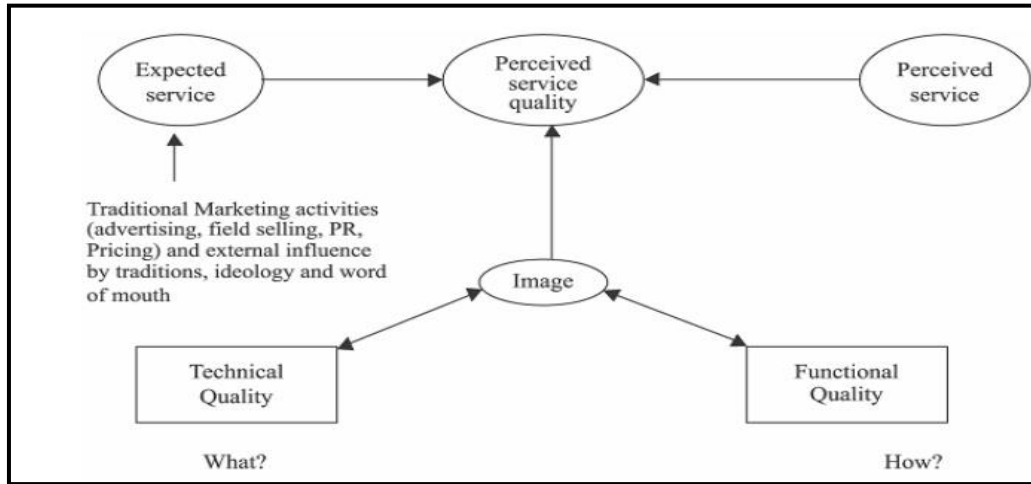 Expected
service
Perceived
service
quality
Perceived
service
Traditional Marketing activities
(advertising, field selling, PR,
Pricing) and external influence
by traditions, ideology and word
of mouth
Image
Technical
Quality
Functional
Quality
What?
How?